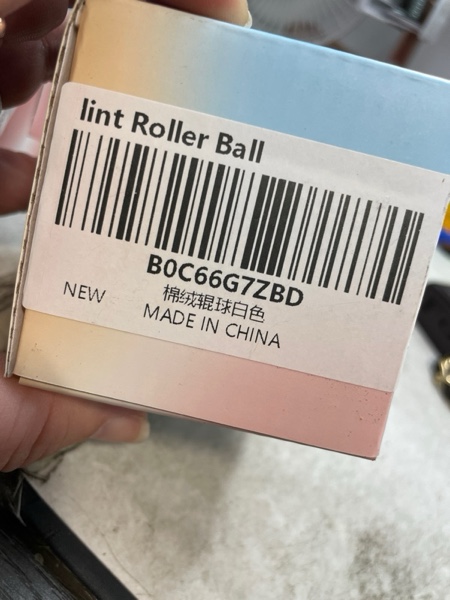 lint Roller Ball
B0C66G7ZBD
棉绒辊球白色
NEW
MADE IN CHINA